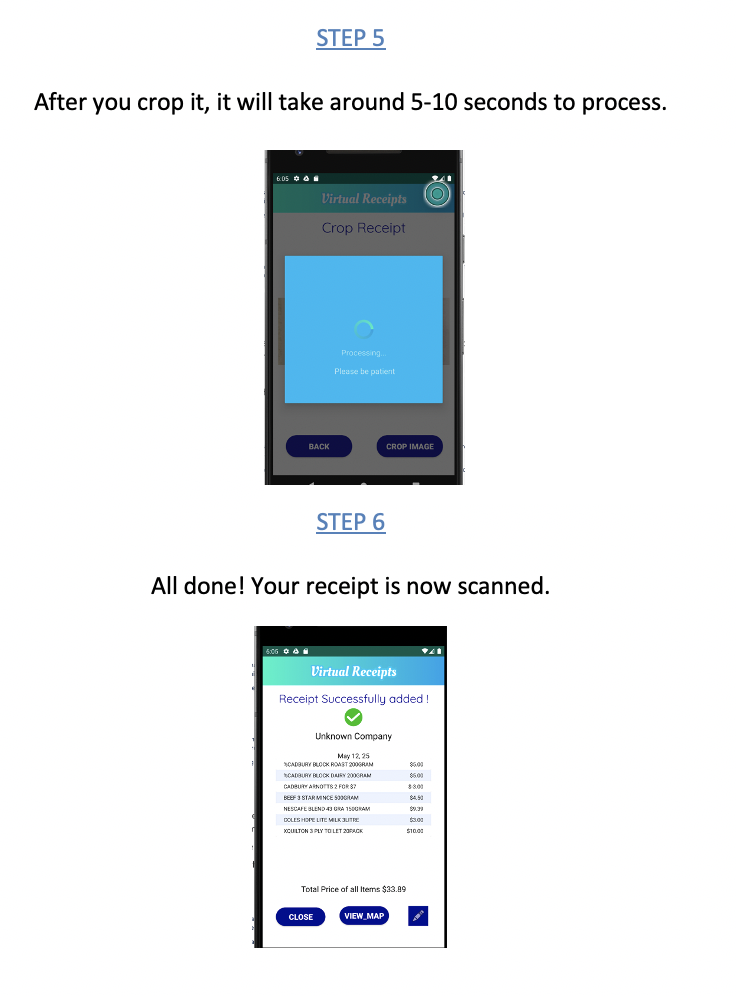 STEP 5
After you crop it, it will take around 5-10 seconds to process.
6:05
Virtual Receipts
Crop Receipt
Processing..
Please be patient
BACK
CROP IMAGE
STEP 6
All done! Your receipt is now scanned.
6:05
Virtual Receipts
Receipt Successfully added !
Unknown Company
May 12, 25
%CADBURY BLOCK ROAST 200GRAM $5.00
%CADBURY BLOCK DAIRY 200GRAM $5.00
CADBURY ARNOTTS 2 FOR $7 $-3.00
BEEF 3 STAR MINCE 500GRAM $4.50
NESCAFE BLEND 43 GRA 150GRAM $9.39
COLES HOPE LITE MILK 3LITRE $3.00
XQUILTON 3 PLY TO LET 20PACK $10.00
Total Price of all Items $33.89
CLOSE
VIEW_MAP